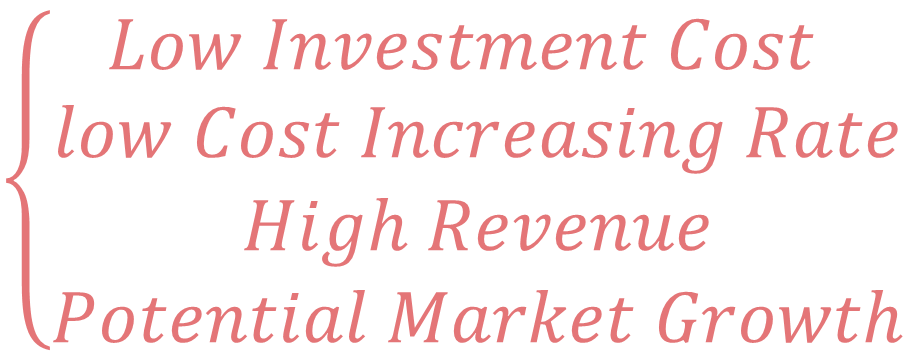 Low Investment Cost
low Cost Increasing Rate
High Revenue
Potential Market Growth